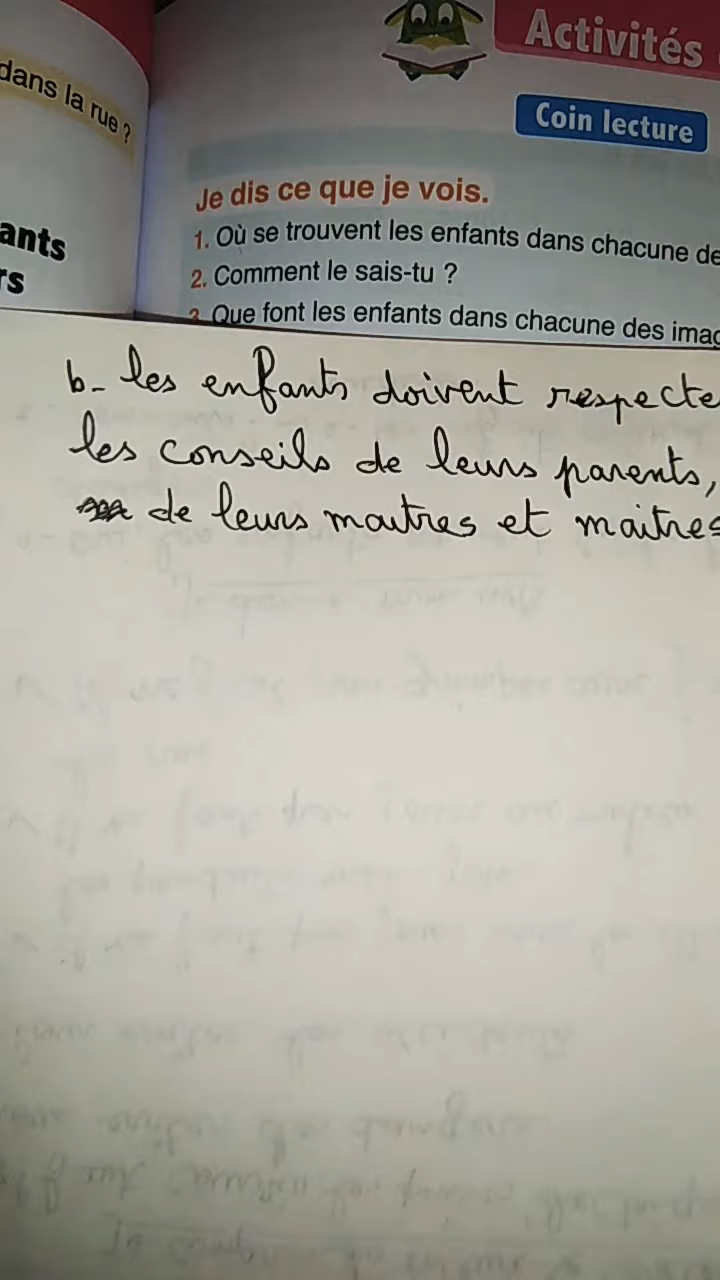 dans la rue ?
ants
rs
Activités
Coin lecture
Je dis ce que je vois.
1. Où se trouvent les enfants dans chacune de
2. Comment le sais-tu ?
3. Que font les enfants dans chacune des imag
b- les enfants doivent respecte
les conseils de leurs parents,
de leurs maitres et maitres